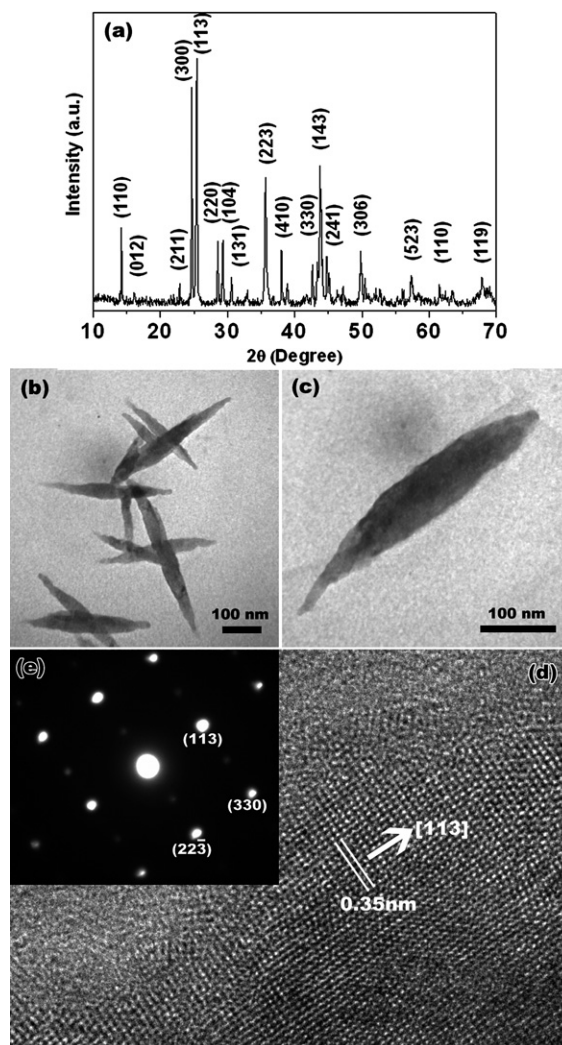 (a)
Intensity (a.u.)
(110)
(012)
(211)
(300)
(113)
(220)
(104)
(131)
(223)
(410)
(330)
(143)
(241)
(306)
(523)
(110)
(119)
10 20 30 40 50 60 70
2θ (Degree)
(b)
100 nm
(c)
100 nm
(e)
(113)
(330)
(223̄)
(d)
[113]
0.35nm